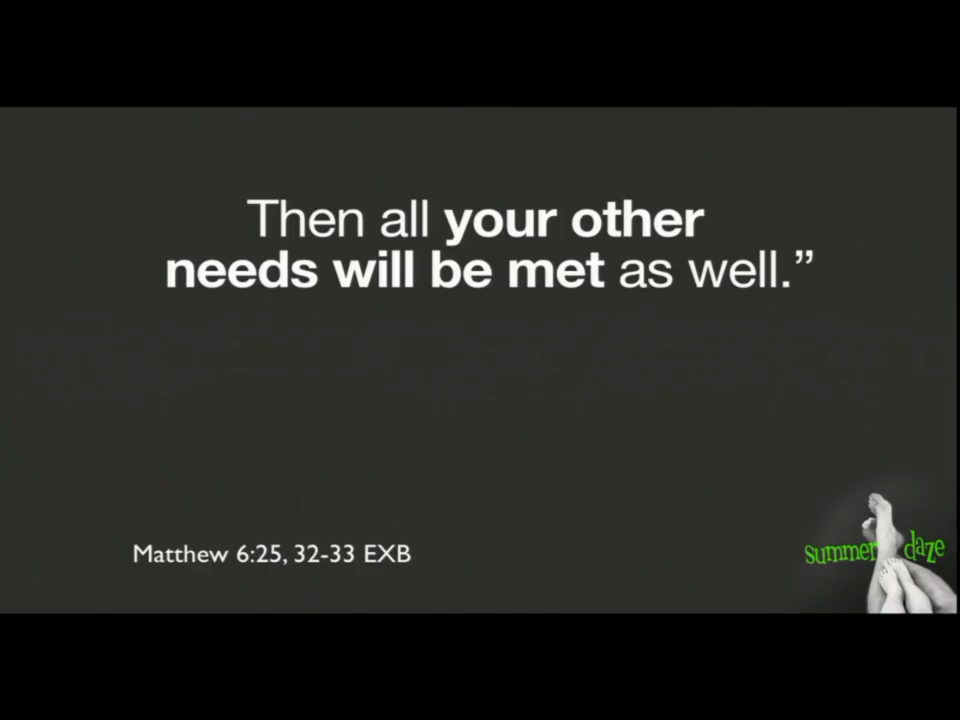 Then all your other
needs will be met as well.”
Matthew 6:25, 32-33 EXB
summer daze